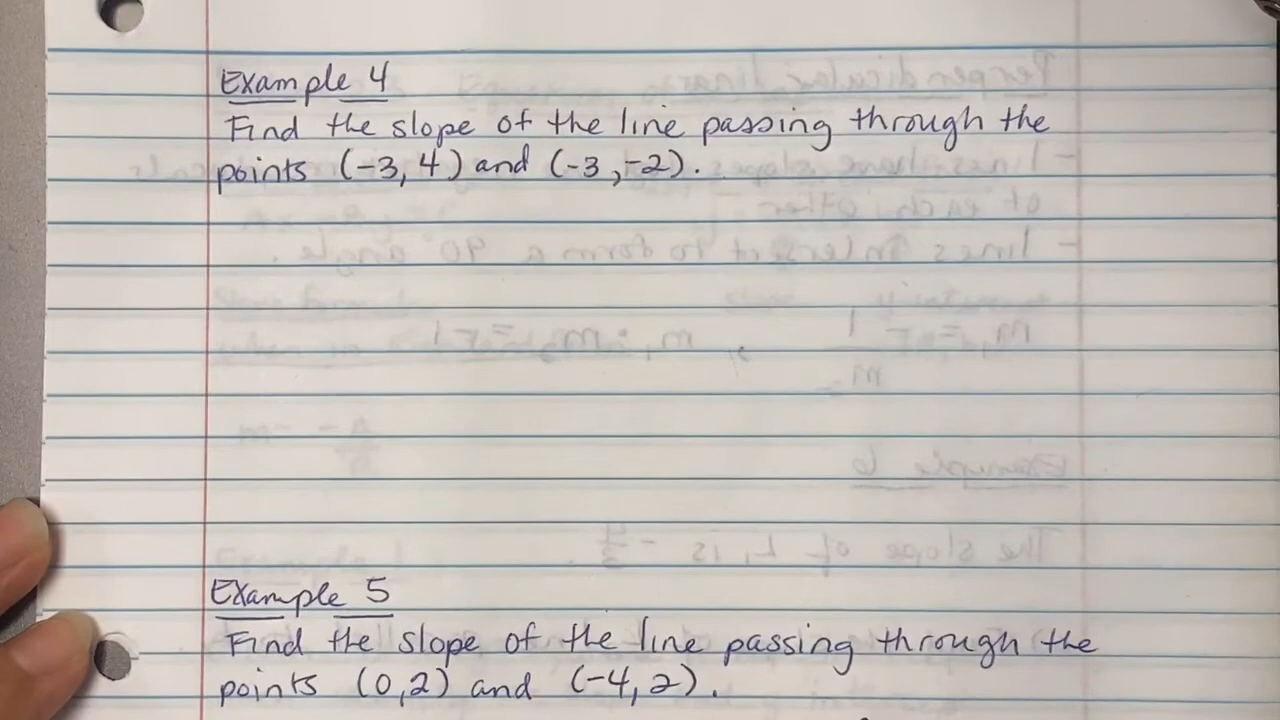 Example 4
Find the slope of the line passing through the
points (-3, 4) and (-3, -2).
Example 5
Find the slope of the line passing through the
points (0,2) and (-4, 2).